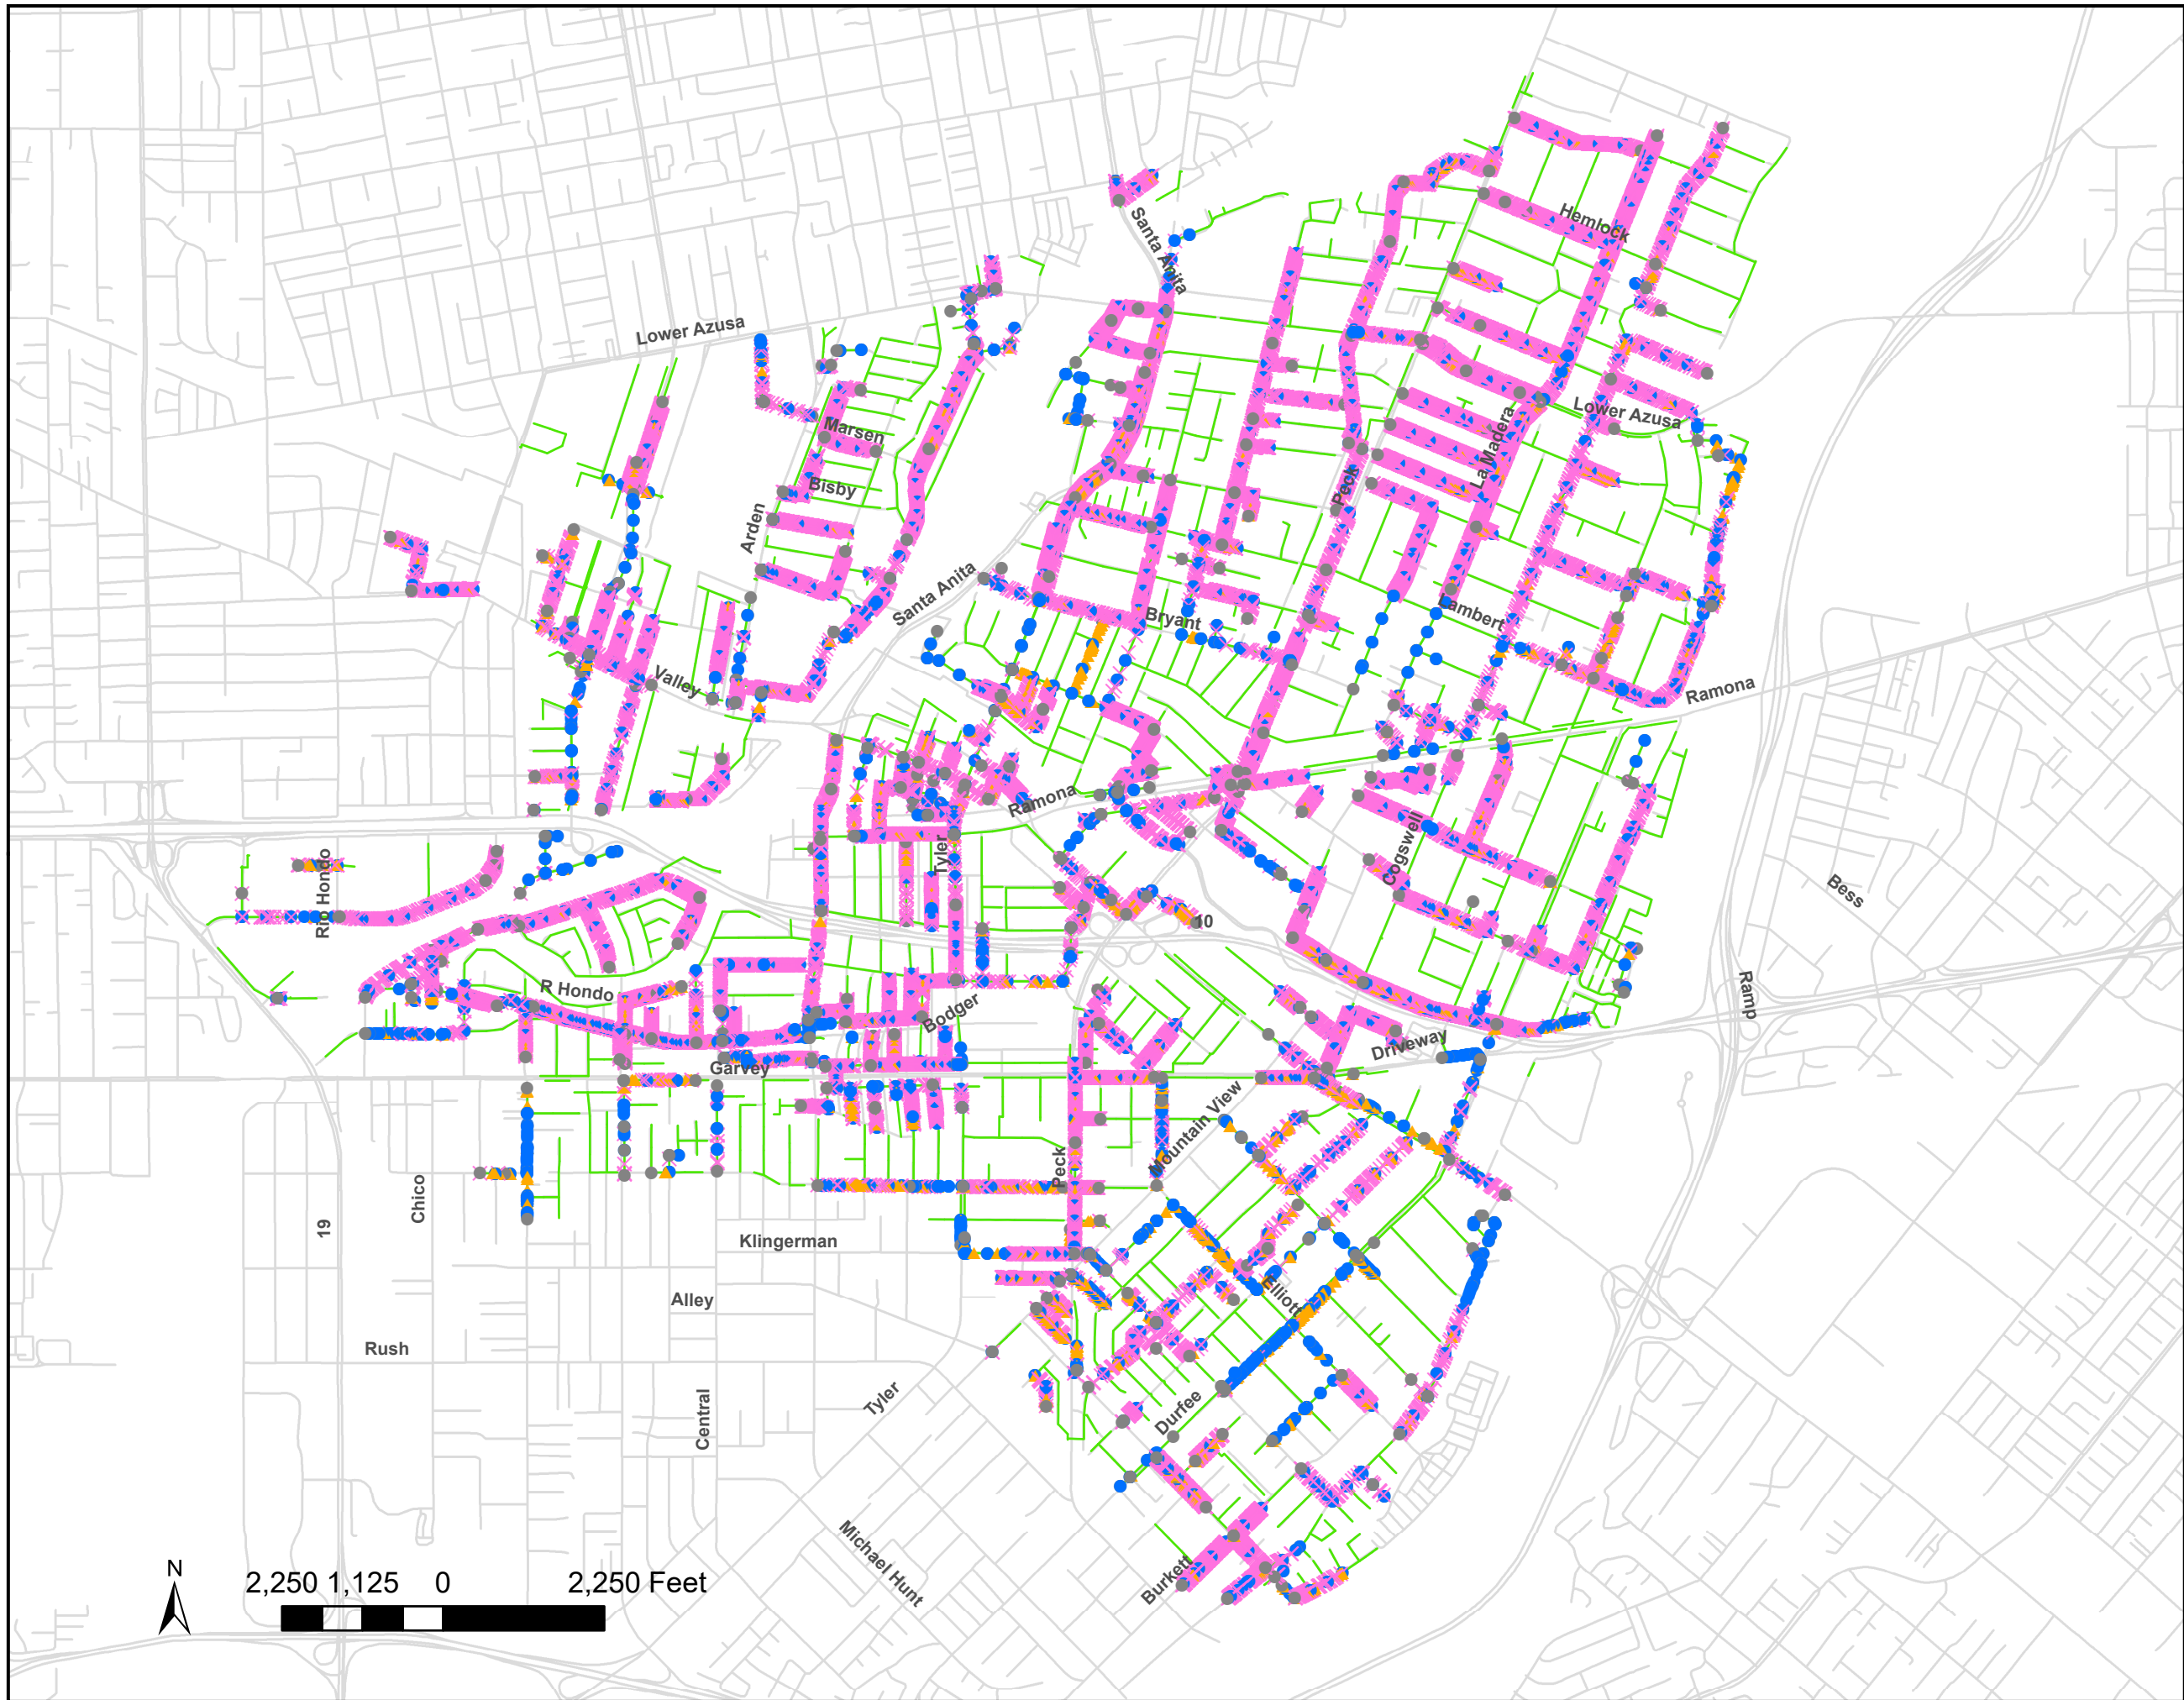 Santa Anita
Hemlock
Lower Azusa
Lower Azusa
Marsen
La Madera
Bisby
Peck
Arden
Santa Anita
Bryant
Lambert
Valley
Ramona
Ramona
Tyler
Cogswell
Rio Hondo
Bess
10
R Hondo
Ramp
Bodger
Driveway
Garvey
Mountain View
Peck
Chico
19
Klingerman
Elliott
Alley
Rush
Tyler
Durfee
Central
Michael Hunt
Burkett
N
2,250 1,125 0 2,250 Feet